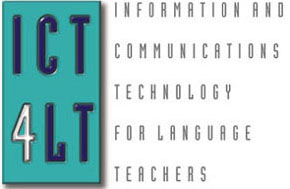 ICT
4LT
INFORMATION AND
COMMUNICATIONS
TECHNOLOGY
FOR LANGUAGE
TEACHERS